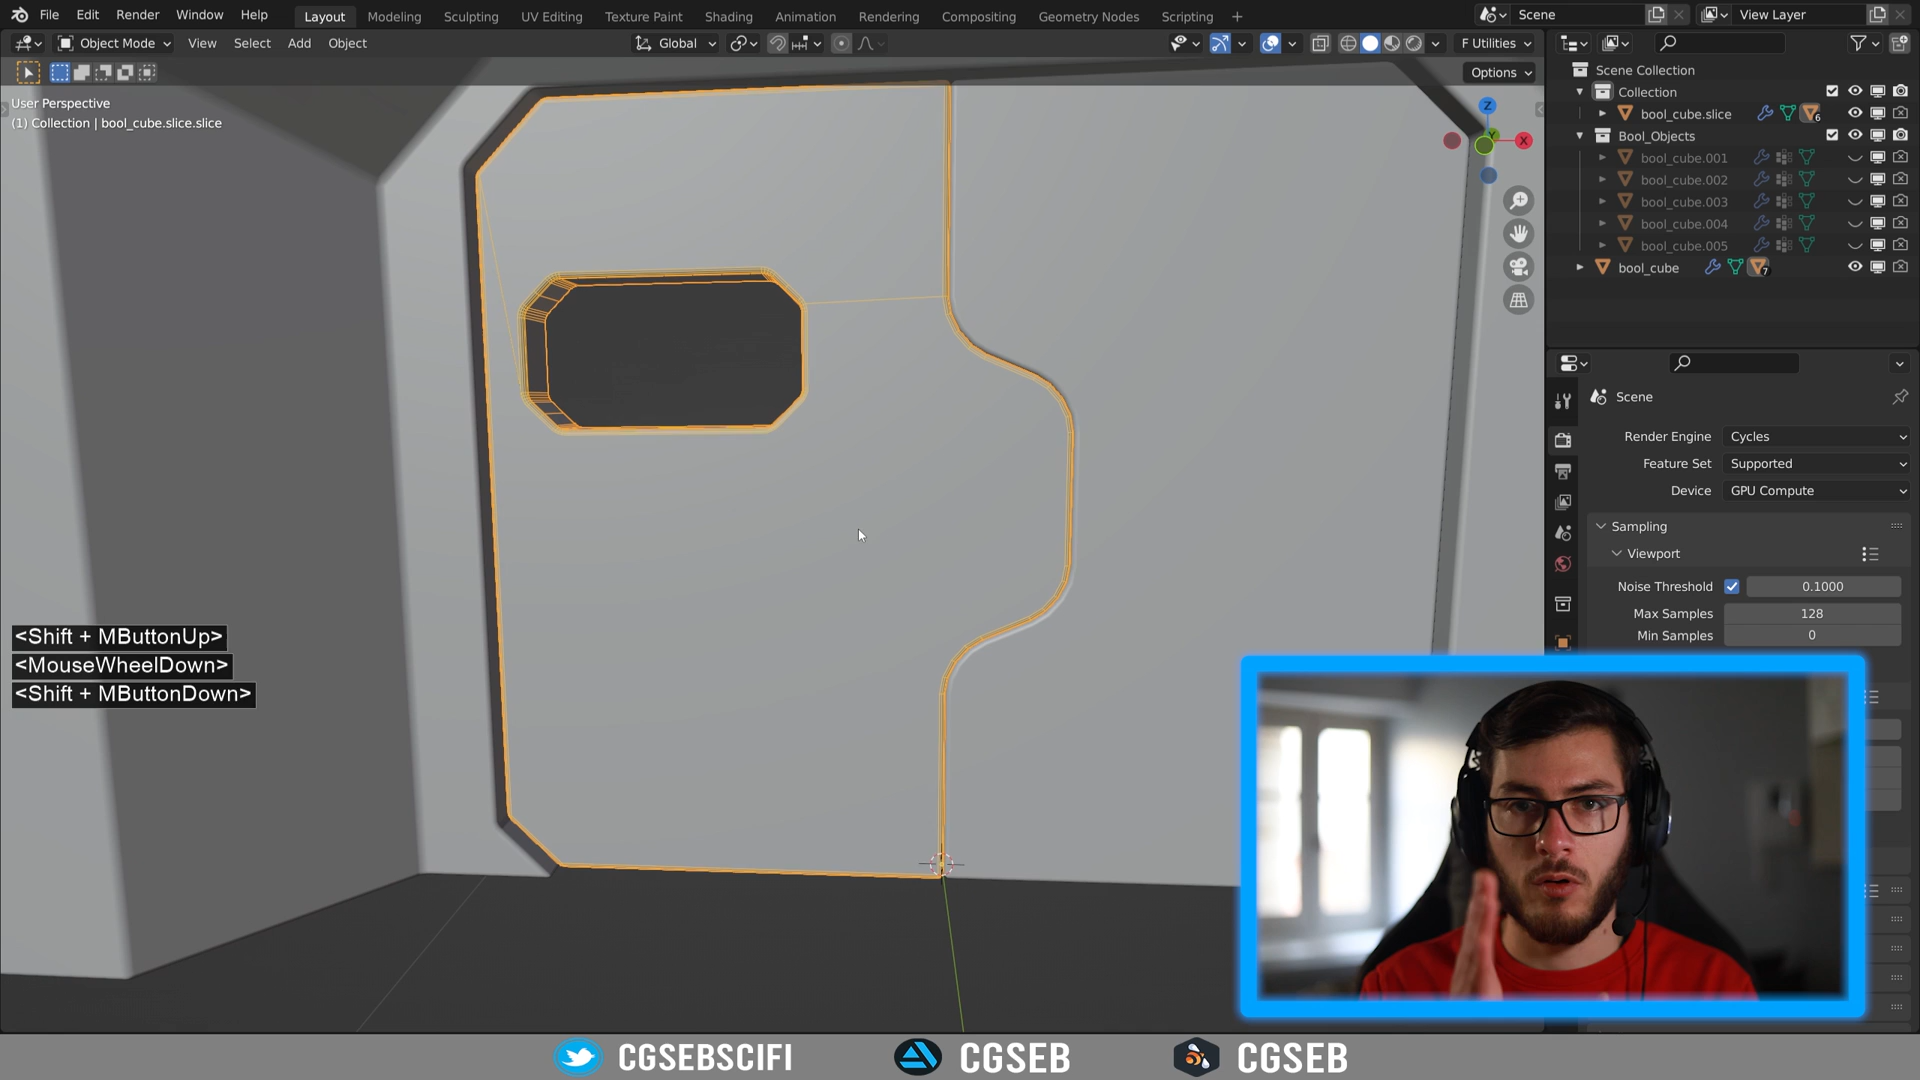 File Edit Render Window Help Layout Modeling Sculpting UV Editing Texture Paint Shading Animation Rendering Compositing Geometry Nodes Scripting + Scene View Layer
Object Mode View Select Add Object Global F Utilities
Options
User Perspective
(1) Collection | bool_cube.slice.slice
Z
Y
X
Scene Collection
Collection
bool_cube.slice
6
Bool_Objects
bool_cube.001
bool_cube.002
bool_cube.003
bool_cube.004
bool_cube.005
bool_cube
7
Scene
Render Engine Cycles
Feature Set Supported
Device GPU Compute
Sampling
Viewport
Noise Threshold 0.1000
Max Samples 128
Min Samples 0
<Shift + MButtonUp>
<MouseWheelDown>
<Shift + MButtonDown>
CGSEBSCIFI CGSEB CGSEB